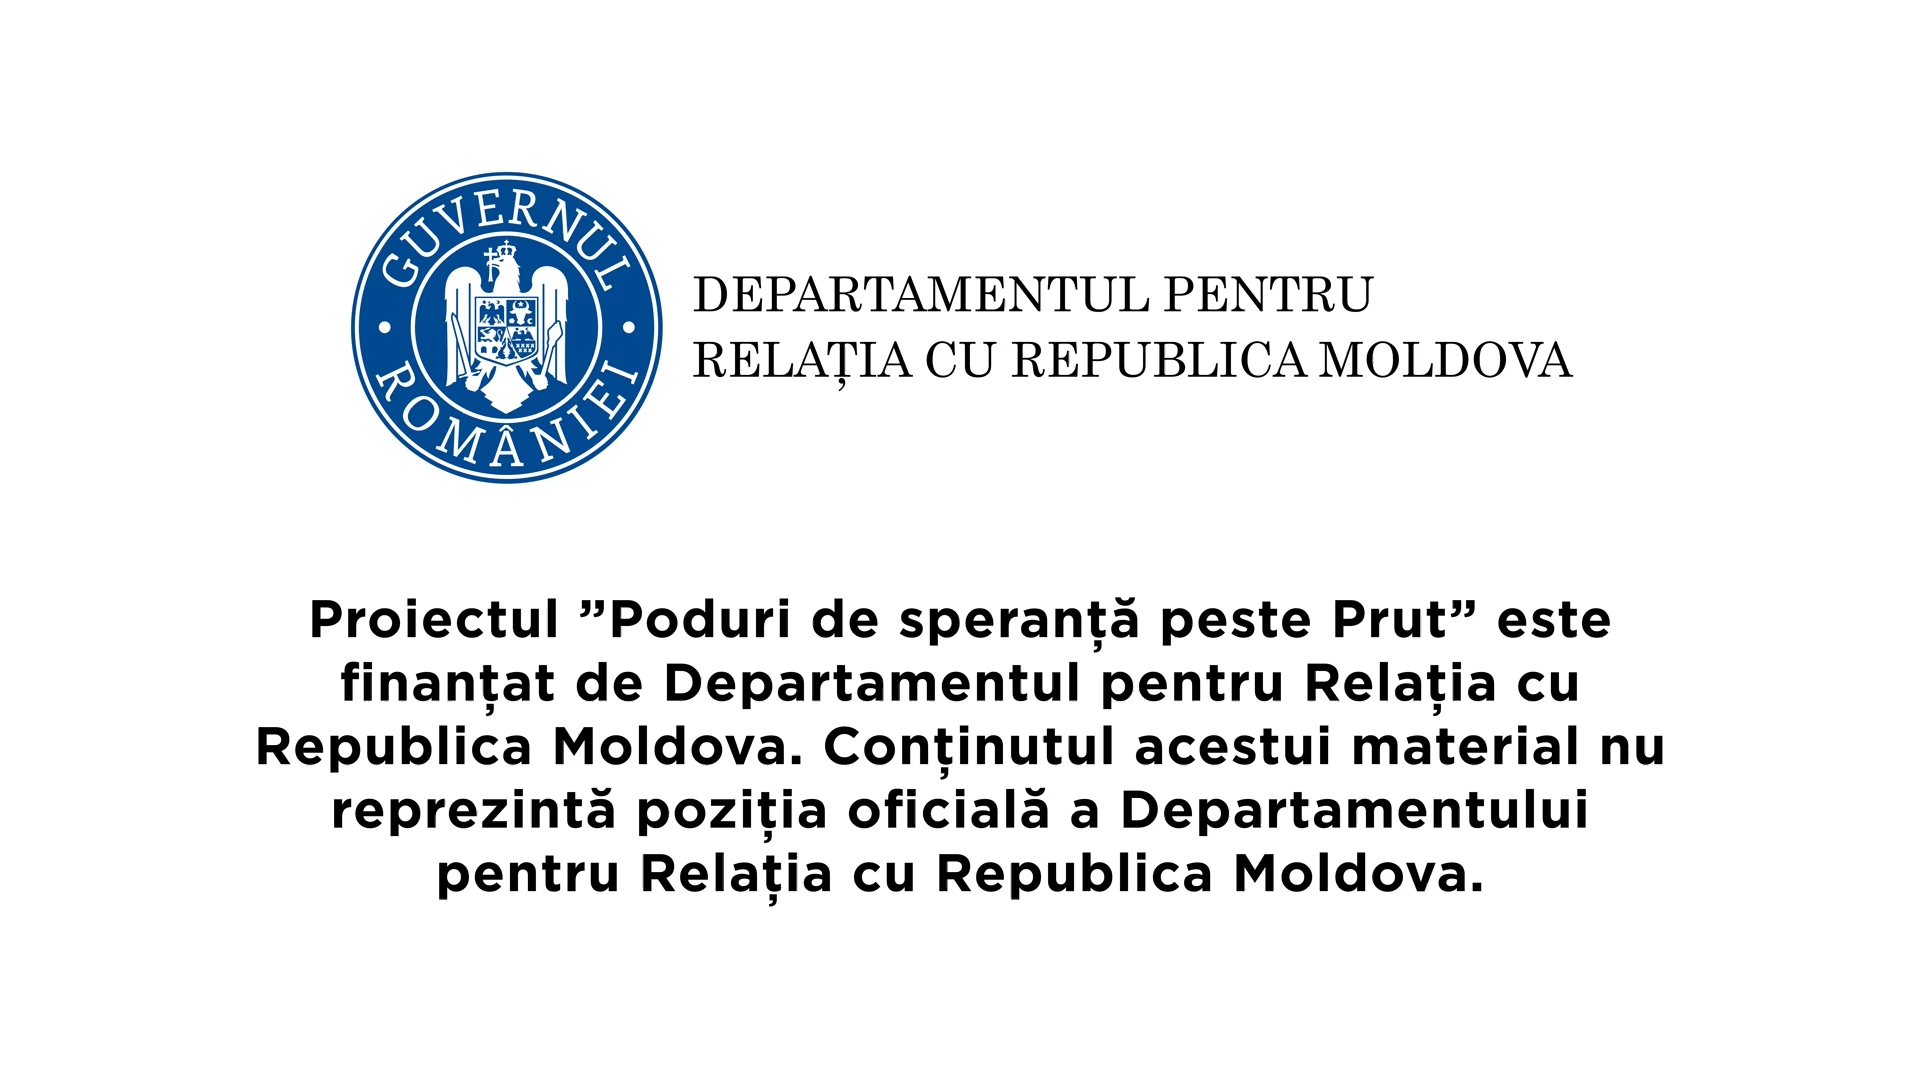 GUVERNUL
ROMÂNIEI
DEPARTAMENTUL PENTRU
RELAȚIA CU REPUBLICA MOLDOVA
Proiectul ”Poduri de speranță peste Prut” este
finanțat de Departamentul pentru Relația cu
Republica Moldova. Conținutul acestui material nu
reprezintă poziția oficială a Departamentului
pentru Relația cu Republica Moldova.